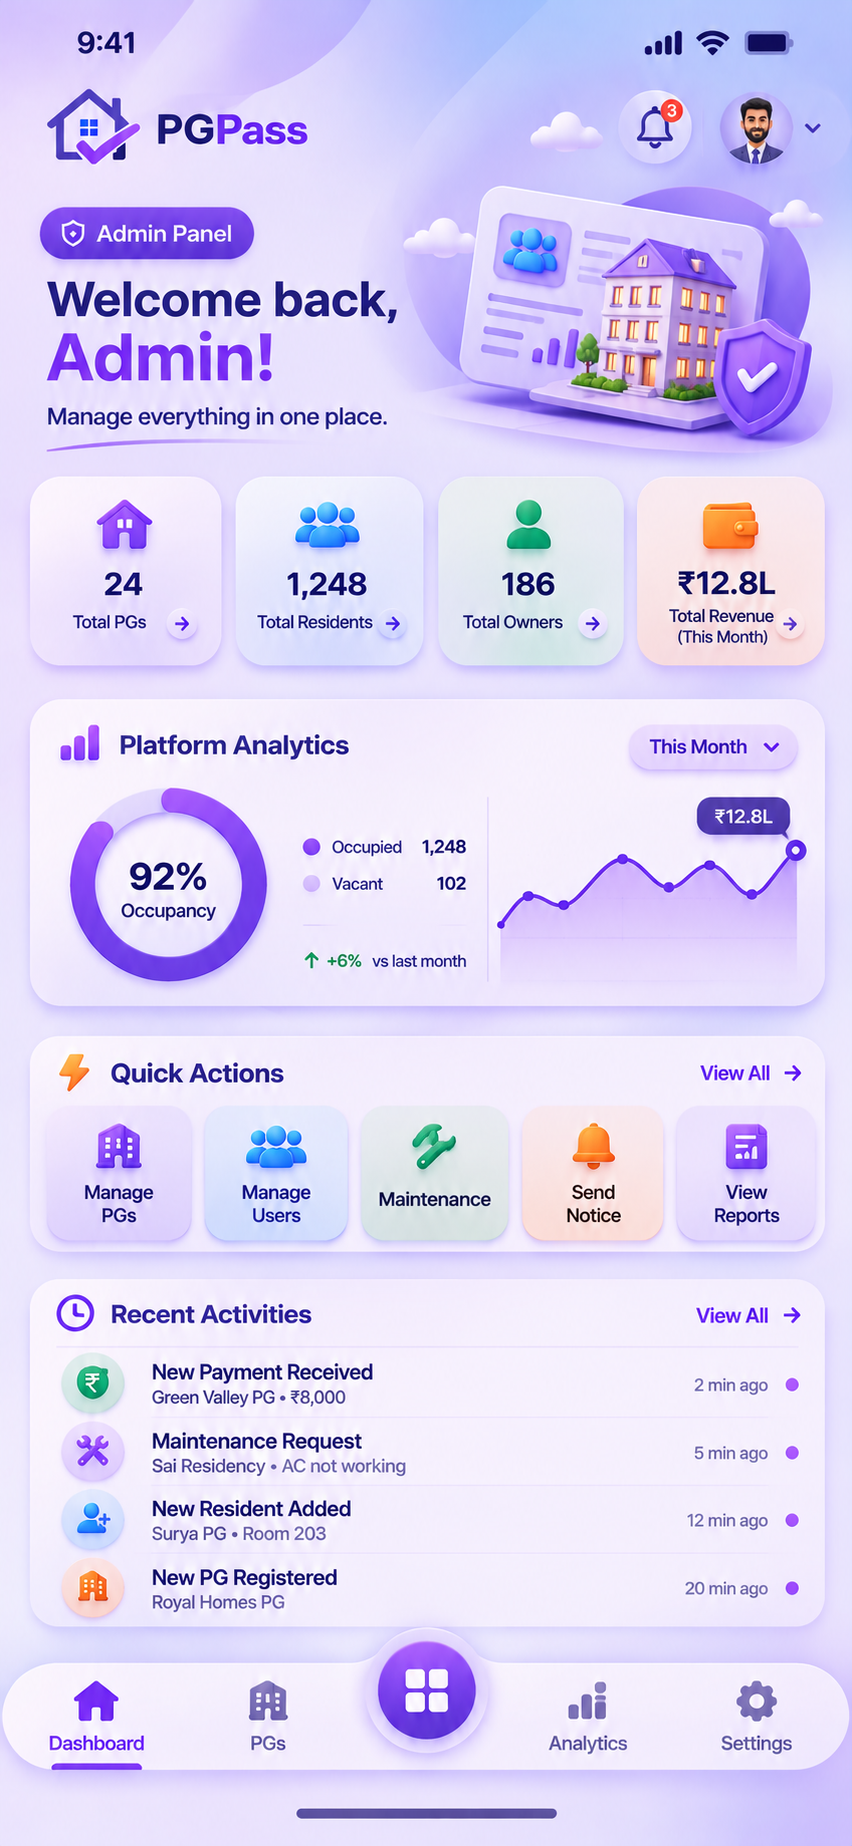 9:41
PGPass
3
Admin Panel
Welcome back,
Admin!
Manage everything in one place.
24
Total PGs
1,248
Total Residents
186
Total Owners
₹12.8L
Total Revenue
(This Month)
Platform Analytics
This Month
92%
Occupancy
Occupied 1,248
Vacant 102
+6% vs last month
₹12.8L
Quick Actions
View All
Manage
PGs
Manage
Users
Maintenance
Send
Notice
View
Reports
Recent Activities
View All
New Payment Received
Green Valley PG • ₹8,000
2 min ago
Maintenance Request
Sai Residency • AC not working
5 min ago
New Resident Added
Surya PG • Room 203
12 min ago
New PG Registered
Royal Homes PG
20 min ago
Dashboard
PGs
Analytics
Settings